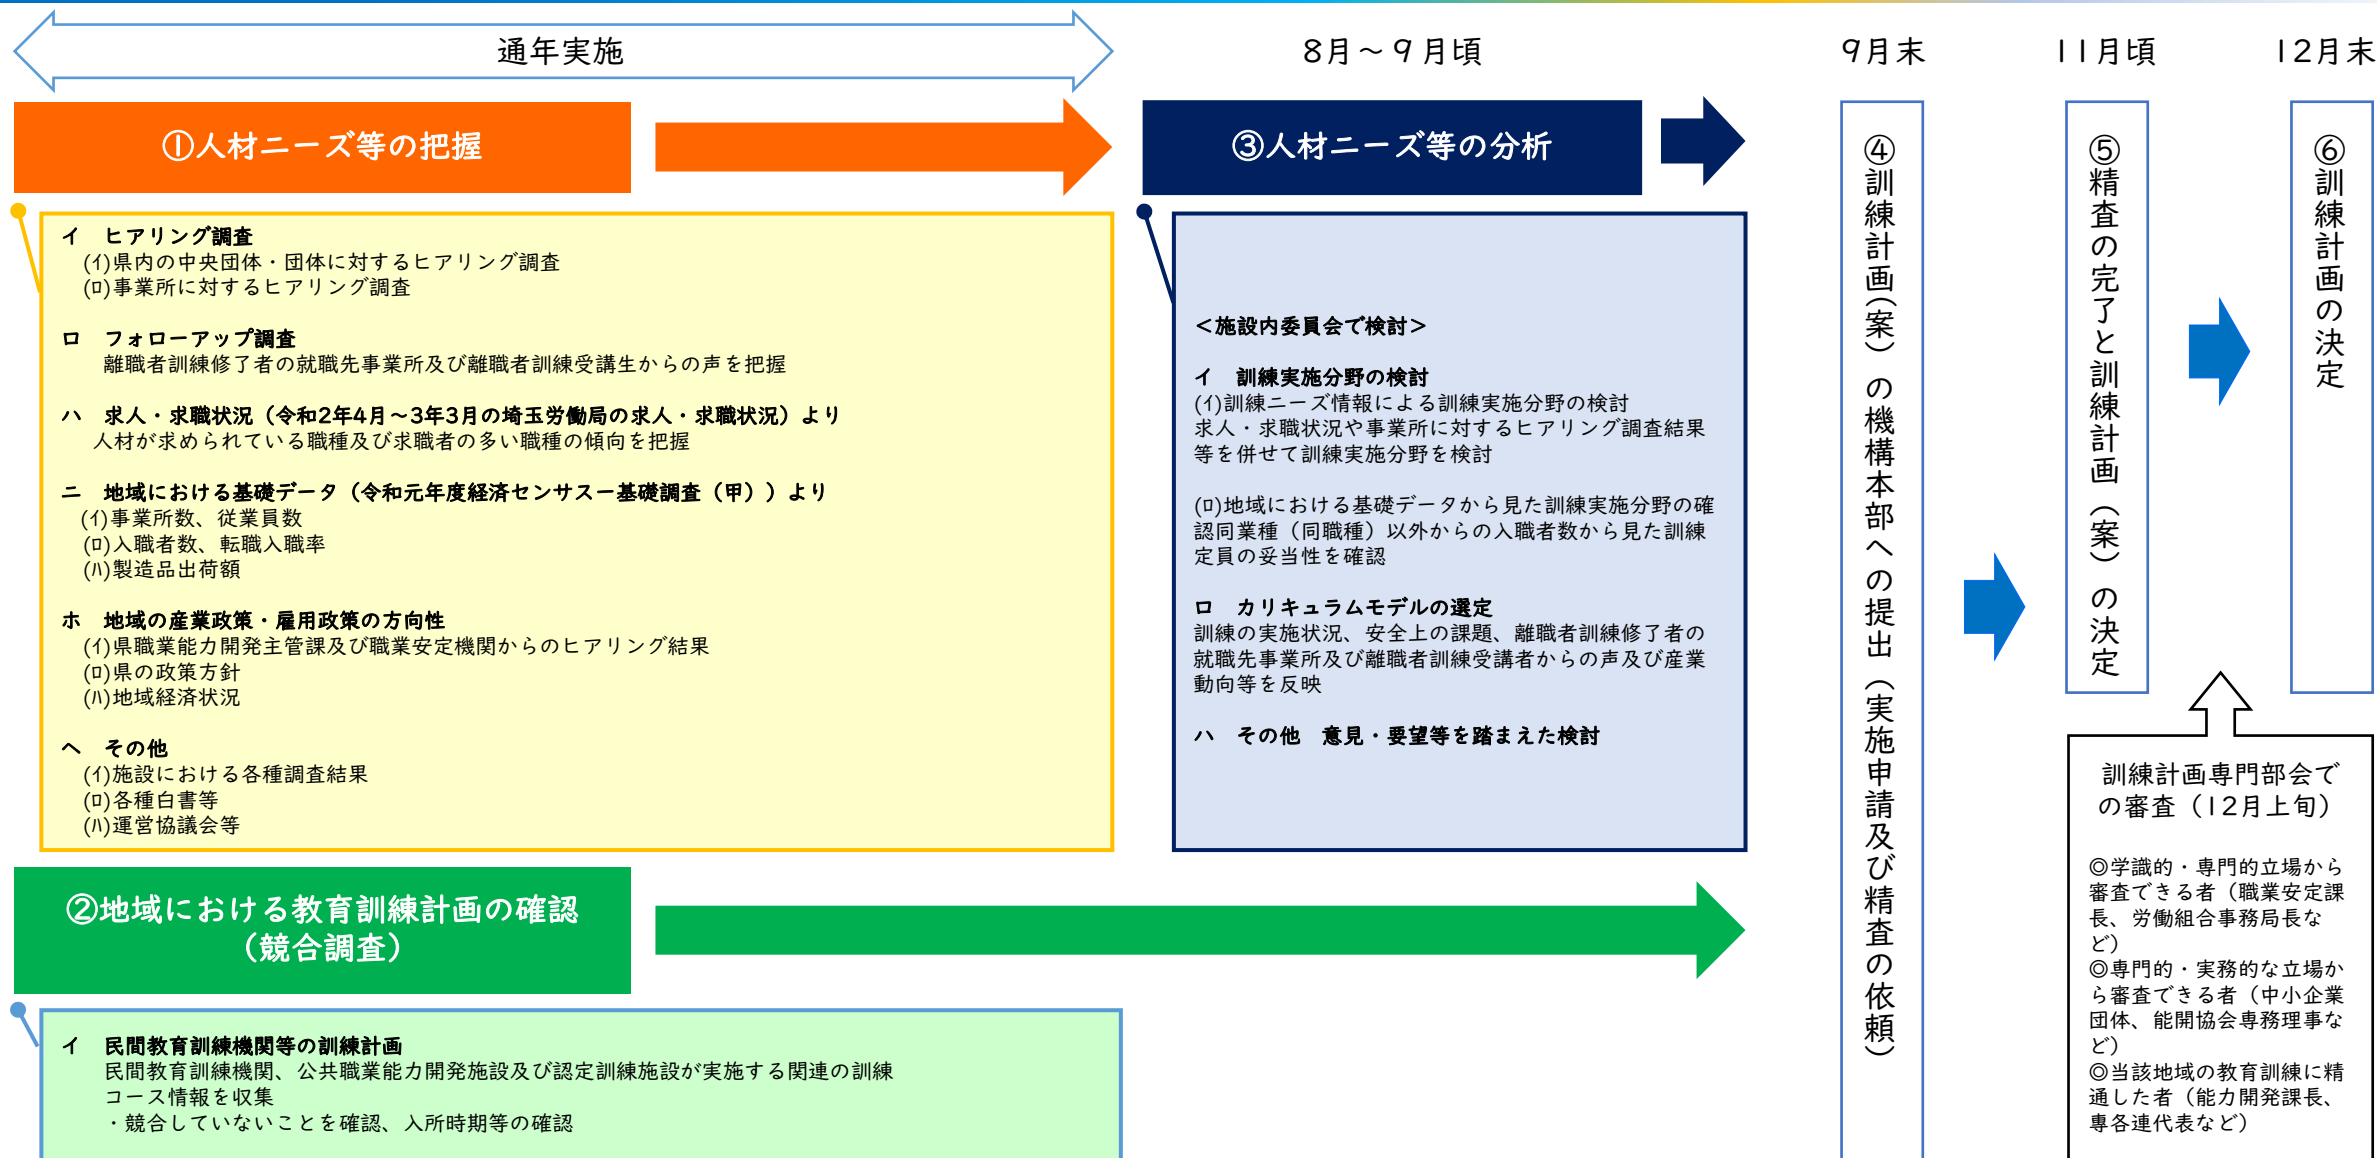 通年実施
8月~9月頃
9月末
11月頃
12月末
①人材ニーズ等の把握
イ ヒアリング調査
(イ)県内の中央団体・団体に対するヒアリング調査
(ロ)事業所に対するヒアリング調査
ロ フォローアップ調査
離職者訓練修了者の就職先事業所及び離職者訓練受講生からの声を把握
ハ 求人・求職状況（令和2年4月~3年3月の埼玉労働局の求人・求職状況）より
人材が求められている職種及び求職者の多い職種の傾向を把握
ニ 地域における基礎データ（令和元年度経済センサスー基礎調査（甲））より
(イ)事業所数、従業員数
(ロ)入職者数、転職入職率
(ハ)製造品出荷額
ホ 地域の産業政策・雇用政策の方向性
(イ)県職業能力開発主管課及び職業安定機関からのヒアリング結果
(ロ)県の政策方針
(ハ)地域経済状況
ヘ その他
(イ)施設における各種調査結果
(ロ)各種白書等
(ハ)運営協議会等
②地域における教育訓練計画の確認
（競合調査）
イ 民間教育訓練機関等の訓練計画
民間教育訓練機関、公共職業能力開発施設及び認定訓練施設が実施する関連の訓練
コース情報を収集
・競合していないことを確認、入所時期等の確認
③人材ニーズ等の分析
＜施設内委員会で検討＞
イ 訓練実施分野の検討
(イ)訓練ニーズ情報による訓練実施分野の検討
求人・求職状況や事業所に対するヒアリング調査結果
等を併せて訓練実施分野を検討
(ロ)地域における基礎データから見た訓練実施分野の確
認同業種（同職種）以外からの入職者数から見た訓練
定員の妥当性を確認
ロ カリキュラムモデルの選定
訓練の実施状況、安全上の課題、離職者訓練修了者の
就職先事業所及び離職者訓練受講者からの声及び産業
動向等を反映
ハ その他 意見・要望等を踏まえた検討
④訓練計画（案）の機構本部への提出（実施申請及び精査の依頼）
⑤精査の完了と訓練計画（案）の決定
⑥訓練計画の決定
訓練計画専門部会で
の審査（12月上旬）
◎学識的・専門的立場から
審査できる者（職業安定課
長、労働組合事務局長な
ど）
◎専門的・実務的な立場か
ら審査できる者（中小企業
団体、能開協会専務理事な
ど）
◎当該地域の教育訓練に精
通した者（能力開発課長、
専各連代表など）